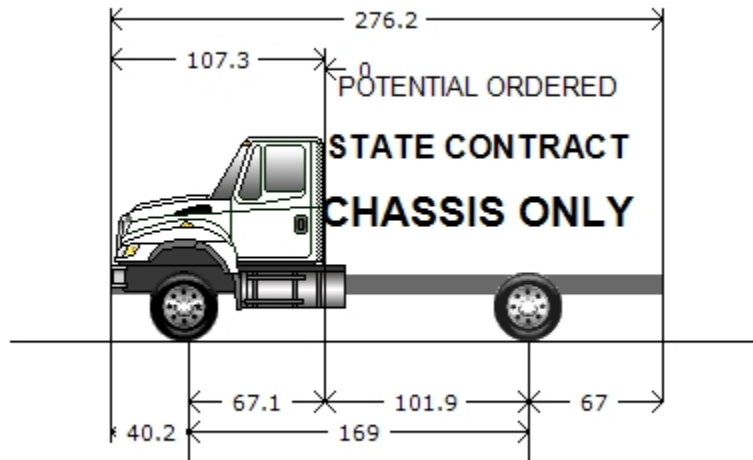 276.2
107.3
0
POTENTIAL ORDERED
STATE CONTRACT
CHASSIS ONLY
67.1 101.9 67
40.2 169